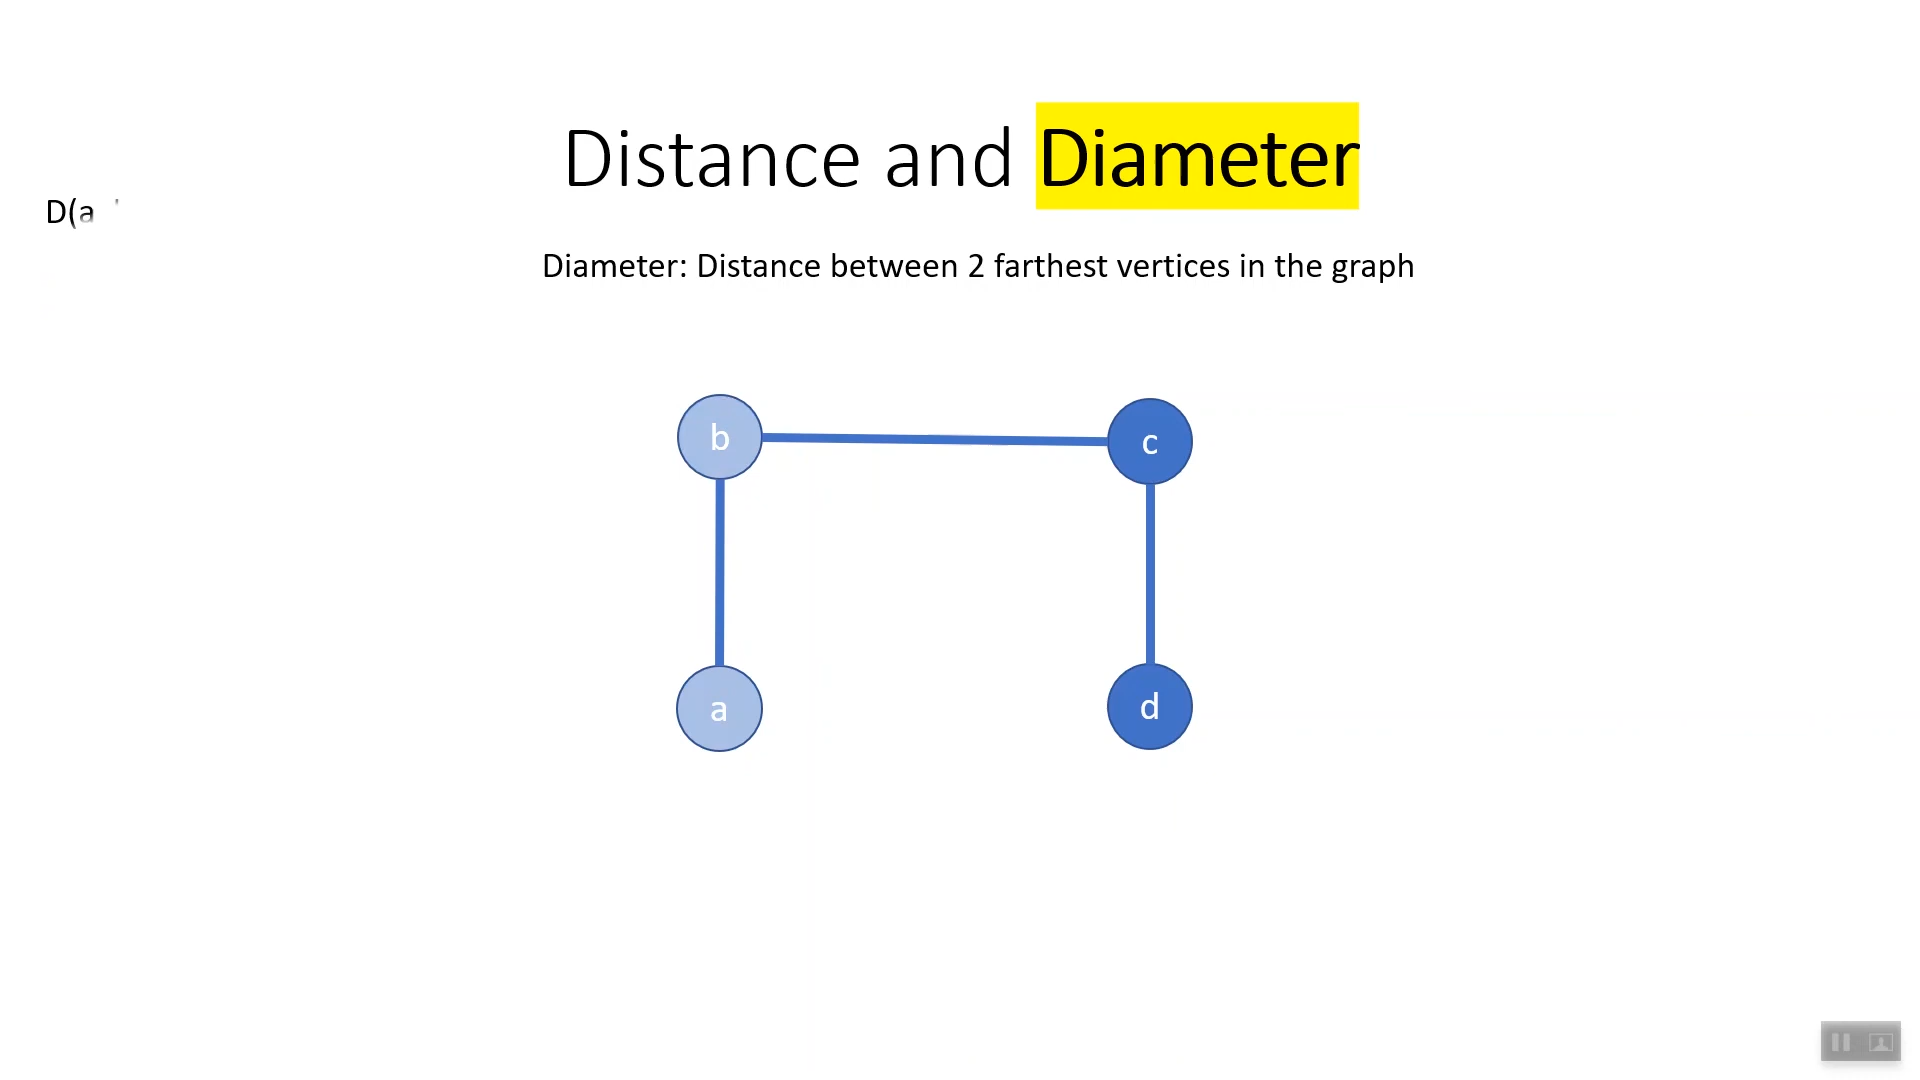 Distance and Diameter
D(a
Diameter: Distance between 2 farthest vertices in the graph
b
c
a
d